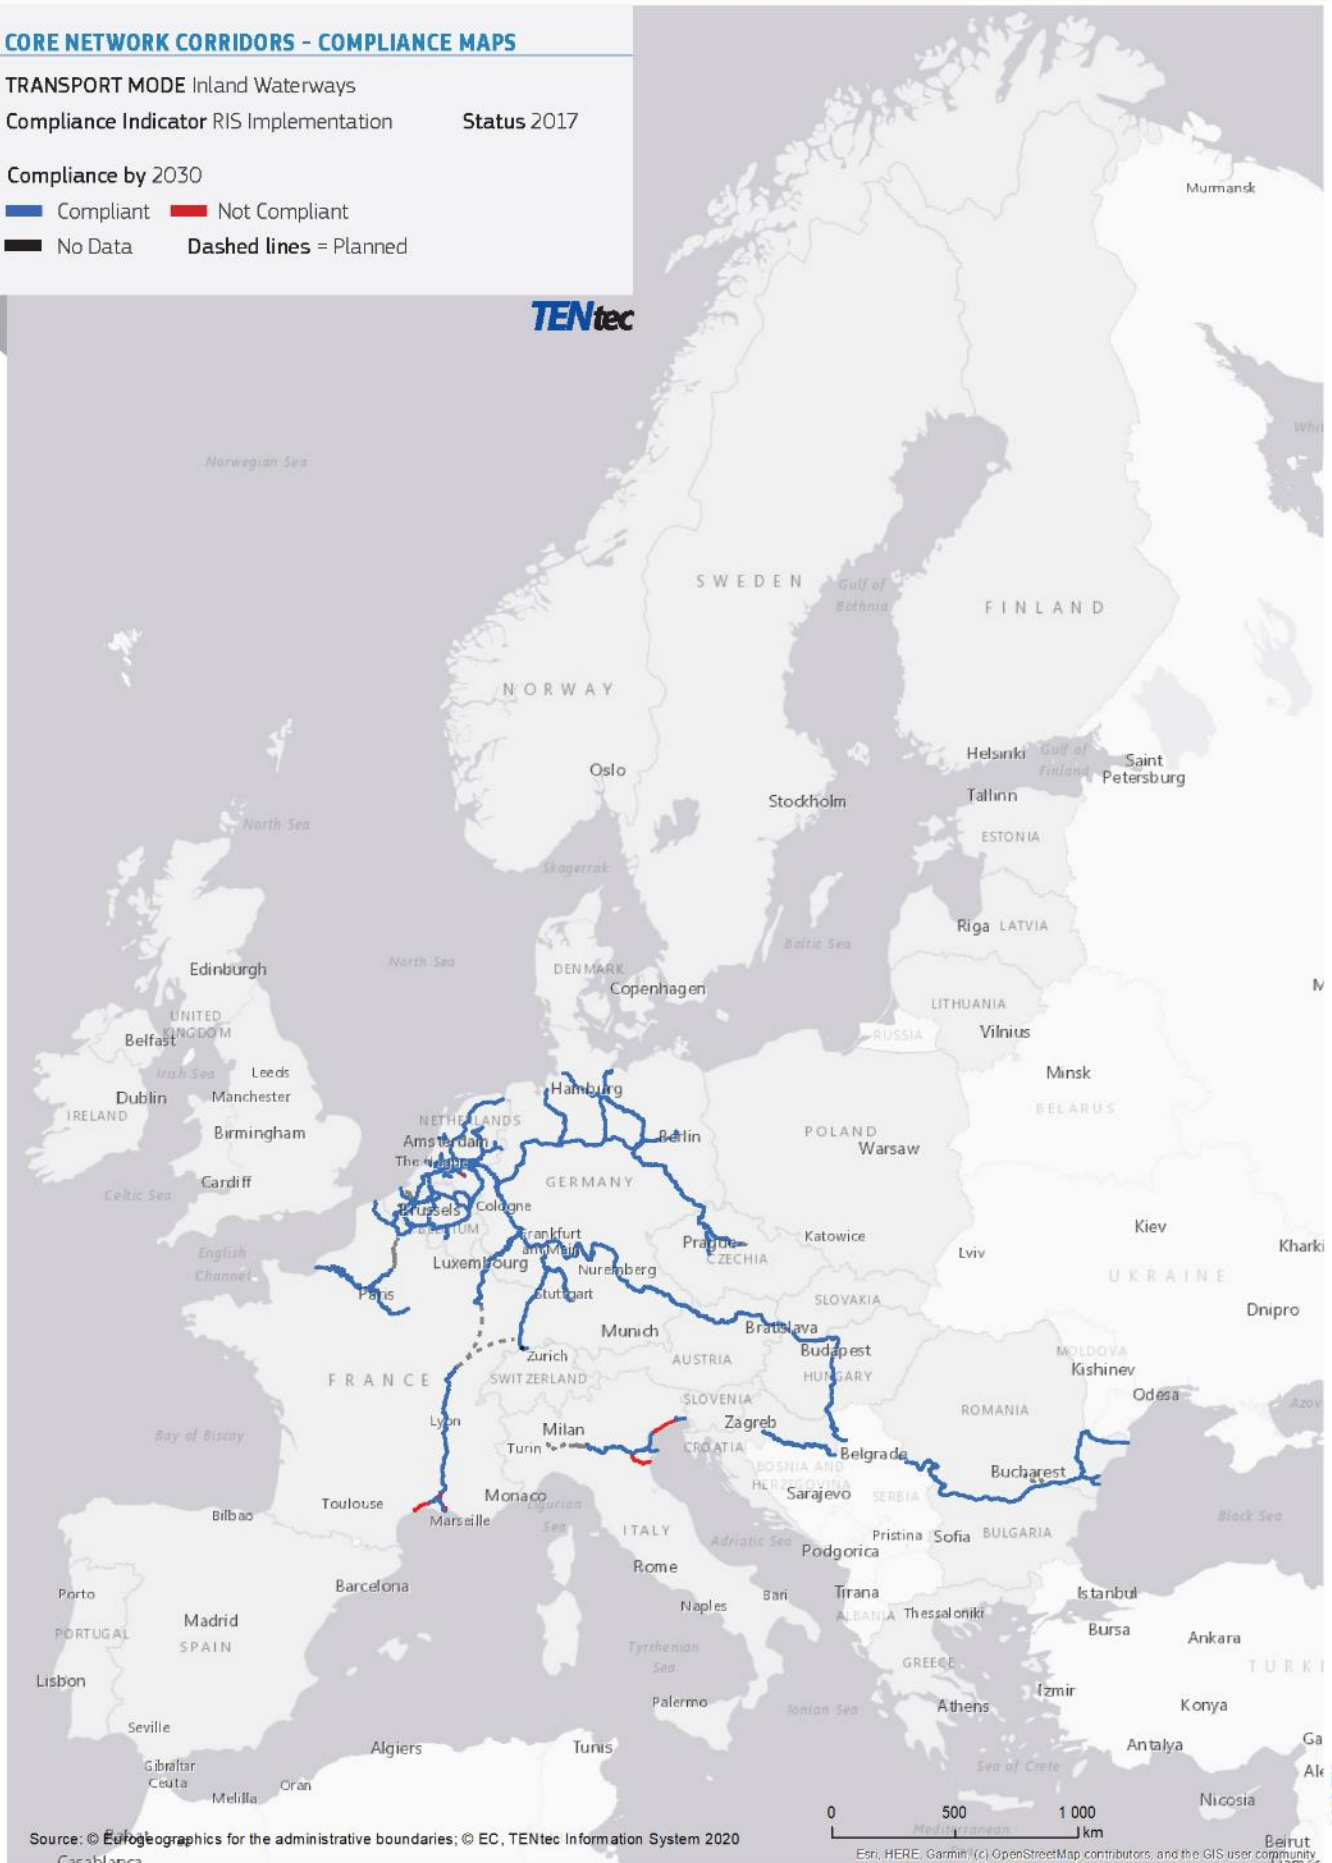 CORE NETWORK CORRIDORS - COMPLIANCE MAPS
TRANSPORT MODE Inland Waterways
Compliance Indicator RIS Implementation Status 2017
Compliance by 2030
Compliant Not Compliant
No Data Dashed lines = Planned
TENtec
Murmansk
Norwegian Sea
SWEDEN
Gulf of
Bothnia
FINLAND
NORWAY
Helsinki
Gulf of
Finland
Saint
Petersburg
Oslo
Stockholm
Tallinn
North Sea
ESTONIA
Skagerrak
Riga LATVIA
Baltic Sea
North Sea
Edinburgh
DENMARK
Copenhagen
LITHUANIA
UNITED
KINGDOM
Vilnius
RUSSIA
Belfast
Irish Sea
Leeds
Minsk
Hamburg
Dublin
Manchester
IRELAND
BELARUS
NETHERLANDS
Birmingham
POLAND
Berlin
Amsterdam
Warsaw
The Hague
Cardiff
GERMANY
Celtic Sea
Brussels
Cologne
BELGIUM
Kiev
English
Channel
Frankfurt
am Main
Prague
CZECHIA
Katowice
Lviv
Luxembourg
Nuremberg
UKRAINE
Paris
Stuttgart
SLOVAKIA
Dnipro
Munich
Bratislava
Budapest
MOLDOVA
Zurich
AUSTRIA
Kishinev
FRANCE
SWITZERLAND
HUNGARY
Odesa
SLOVENIA
Lyon
Milan
Zagreb
ROMANIA
Bay of Biscay
Turin
CROATIA
Belgrade
BOSNIA AND
HERZEGOVINA
Bucharest
Sarajevo
SERBIA
Toulouse
Monaco
Ligurian
Sea
Bilbao
Marseille
Black Sea
ITALY
Adriatic Sea
Pristina
Sofia
BULGARIA
Podgorica
Rome
Barcelona
Porto
Bari
Tirana
Istanbul
Naples
ALBANIA
Thessaloniki
Madrid
PORTUGAL
SPAIN
Bursa
Ankara
Tyrrhenian
Sea
GREECE
Lisbon
Izmir
Palermo
Ionian Sea
Athens
Konya
Seville
Algiers
Tunis
Antalya
Gibraltar
Ceuta
Sea of Crete
Oran
Melilla
Nicosia
0 500 1 000
km
Mediterranean
Rabat
Beirut
Casablanca
Source: © Eurogeographics for the administrative boundaries; © EC, TENtec Information System 2020
Esri, HERE, Garmin, (c) OpenStreetMap contributors, and the GIS user community